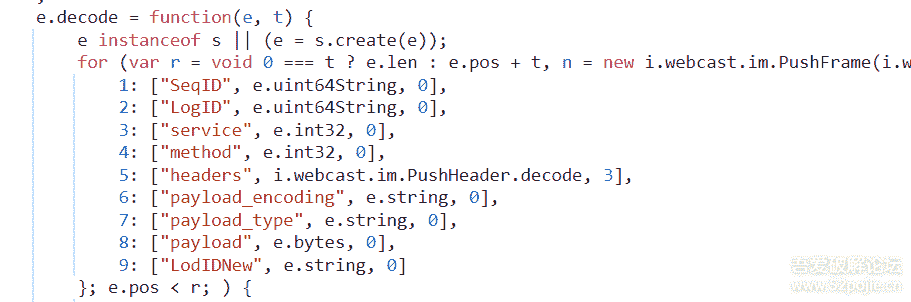 e.decode = function(e, t) {
e instanceof s || (e = s.create(e));
for (var r = void 0 === t ? e.len : e.pos + t, n = new i.webcast.im.PushFrame(i.w
1: ["SeqID", e.uint64String, 0],
2: ["LogID", e.uint64String, 0],
3: ["service", e.int32, 0],
4: ["method", e.int32, 0],
5: ["headers", i.webcast.im.PushHeader.decode, 3],
6: ["payload_encoding", e.string, 0],
7: ["payload_type", e.string, 0],
8: ["payload", e.bytes, 0],
9: ["LodIDNew", e.string, 0]
}; e.pos < r; ) {
吾爱破解论坛
www.52pojie.cn